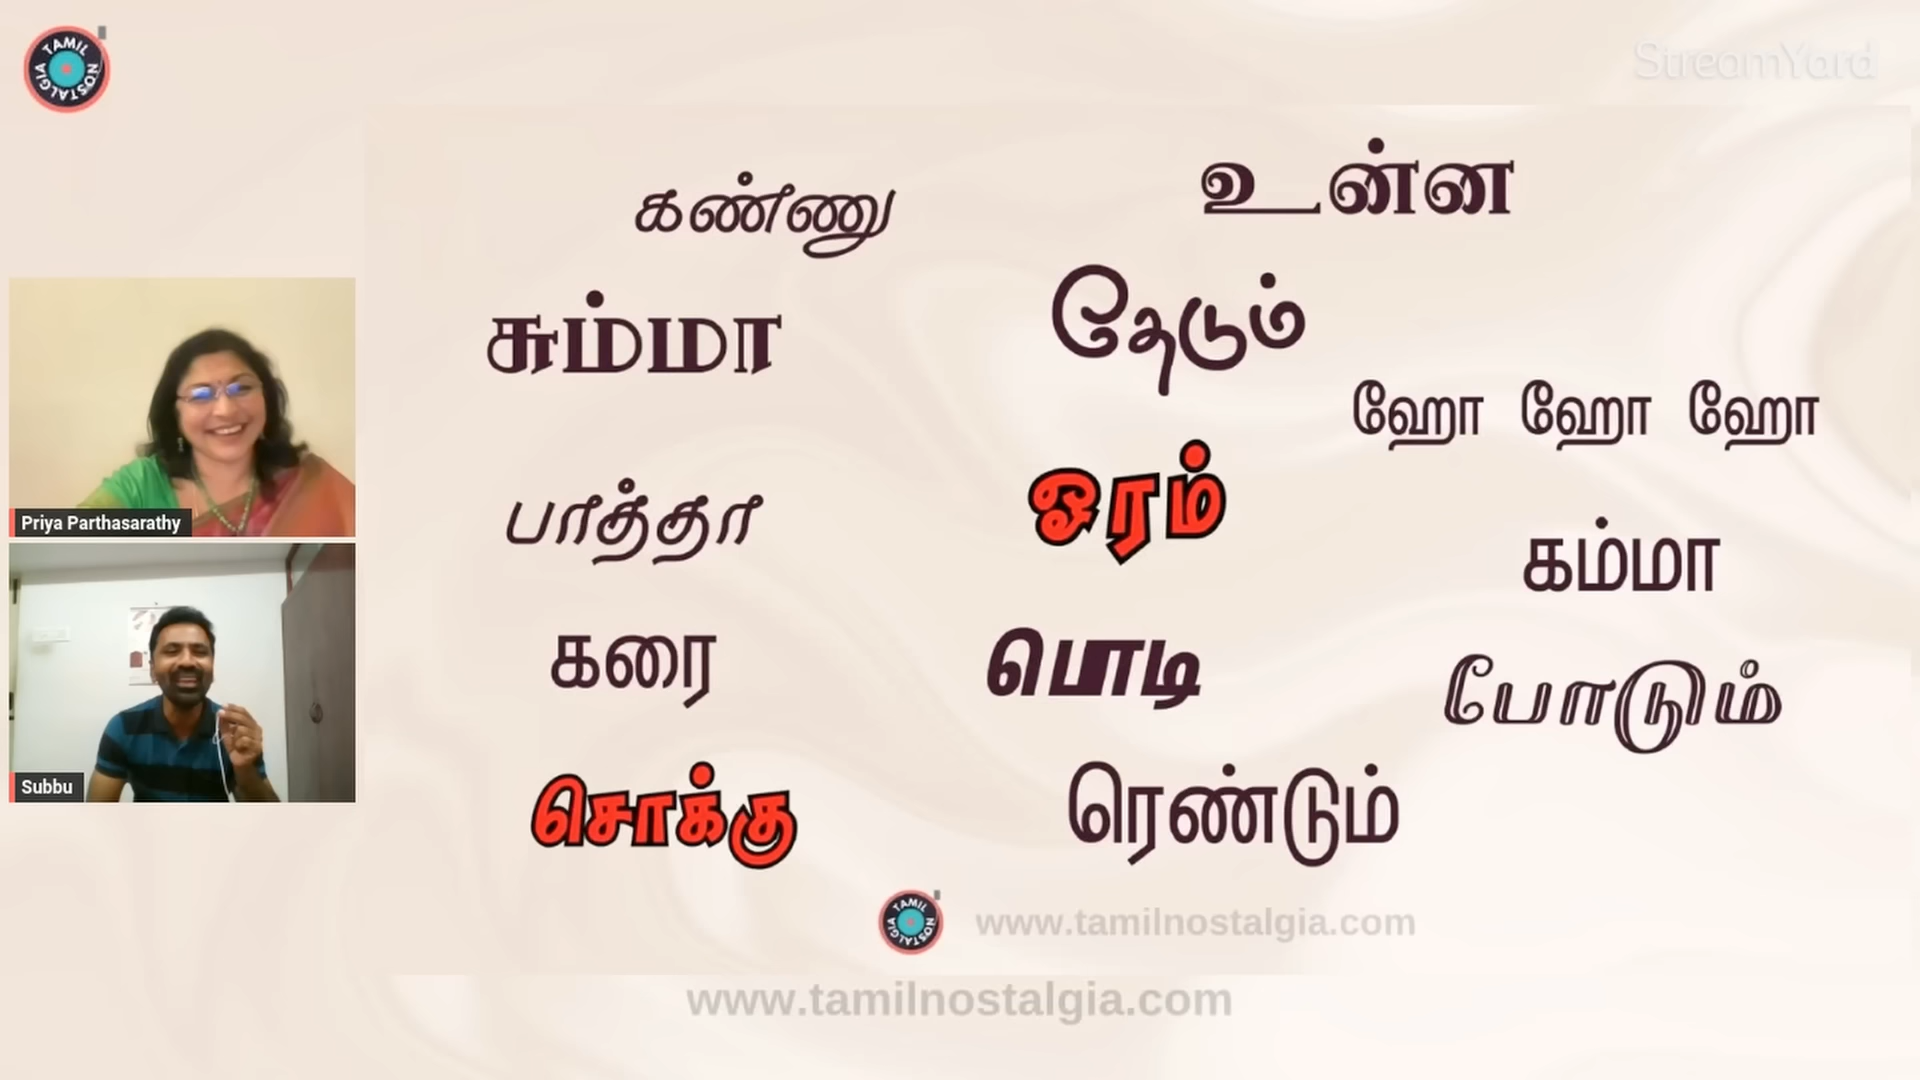 TAMIL NOSTALGIA
StreamYard
கண்ணு
உன்ன
சும்மா
தேடும்
ஹோ ஹோ ஹோ
பார்த்தா
ஓரம்
கம்மா
கரை
பொடி
போடும்
சொக்கு
ரெண்டும்
Priya Parthasarathy
Subbu
TAMIL NOSTALGIA
www.tamilnostalgia.com
www.tamilnostalgia.com